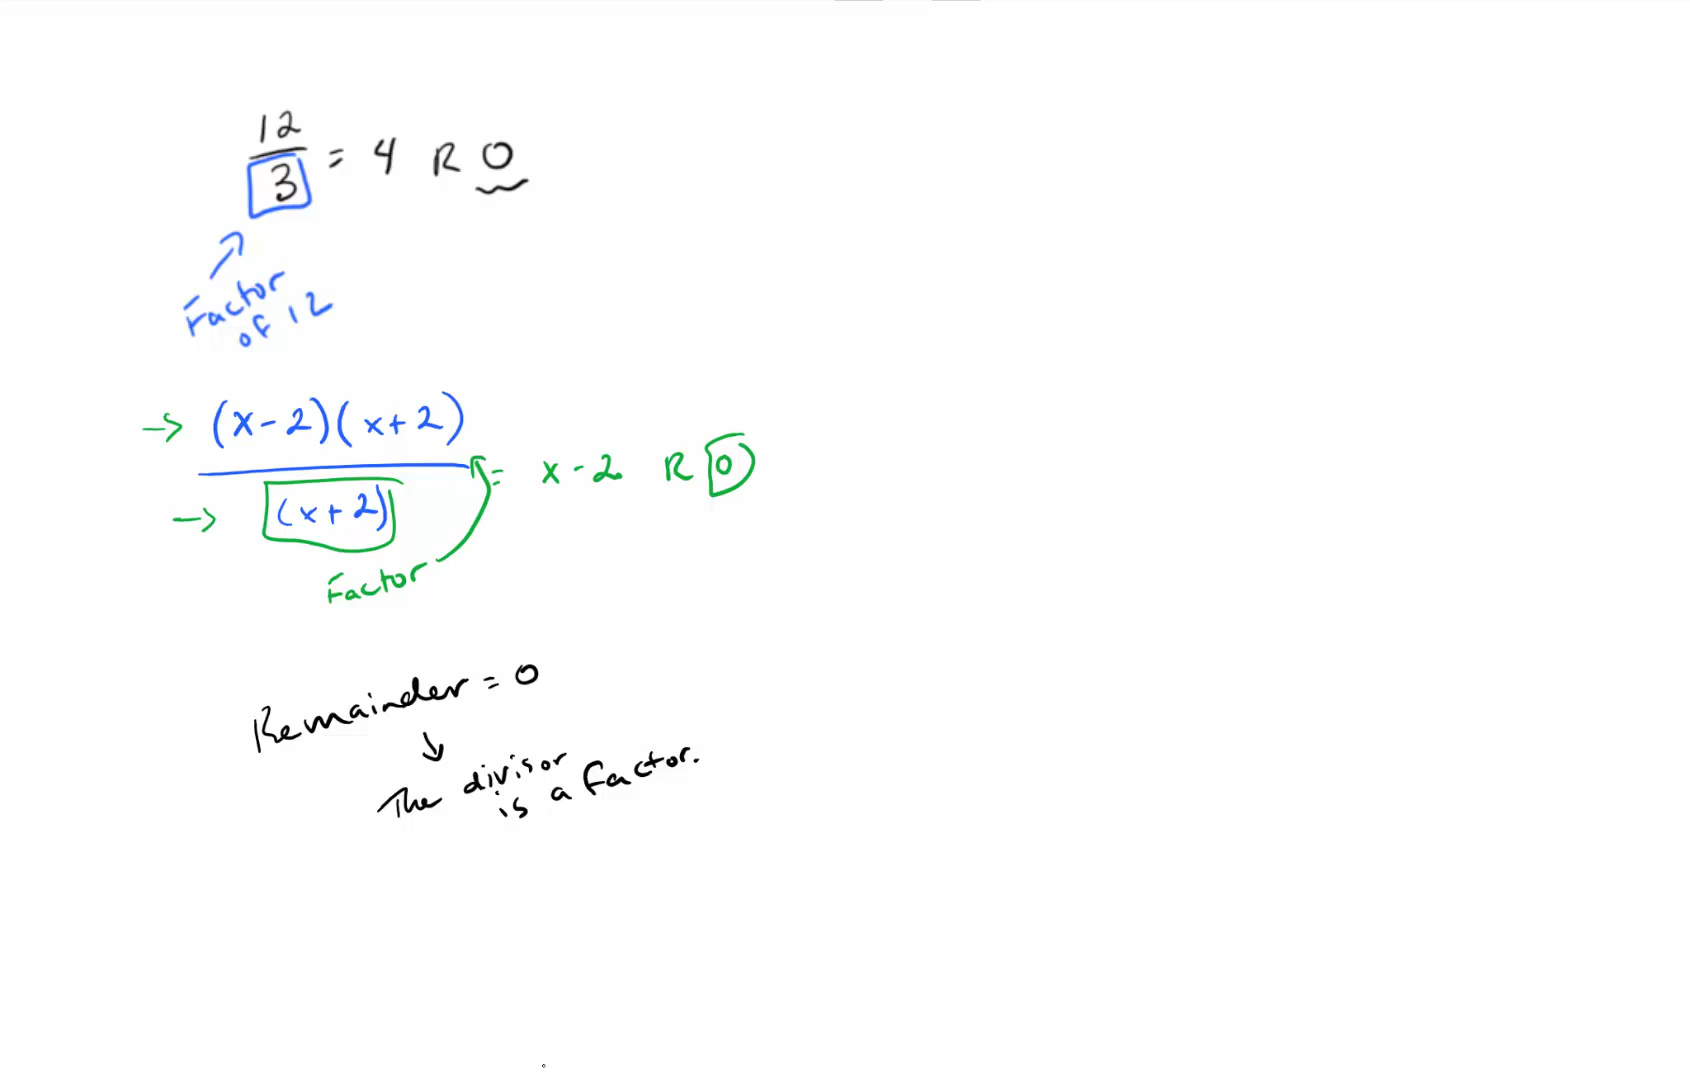 12
3 = 4 R 0
Factor
of 12
→ (x-2)(x+2)
→ (x+2) = x-2 R 0
Factor
Remainder = 0
↓
The divisor
is a factor.